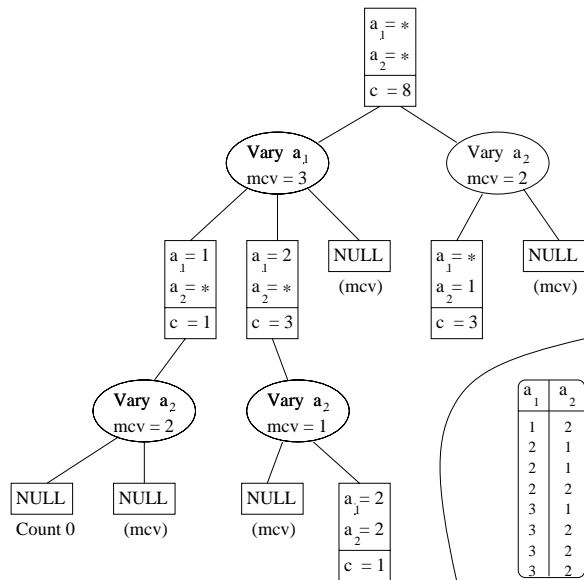 a₁= *
a₂= *
c = 8
Vary a₁
mcv = 3
Vary a₂
mcv = 2
a₁= 1
a₂= *
c = 1
a₁= 2
a₂= *
c = 3
NULL
(mcv)
a₁= *
a₂= 1
c = 3
NULL
(mcv)
Vary a₂
mcv = 2
Vary a₂
mcv = 1
NULL
Count 0
NULL
(mcv)
NULL
(mcv)
a₁= 2
a₂= 2
c = 1
a₁ a₂
1 2
2 1
2 1
2 2
3 1
3 2
3 2
3 2